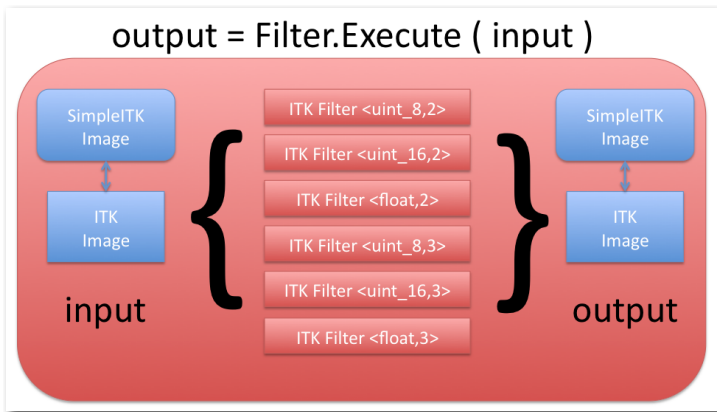 output = Filter.Execute ( input )
SimpleITK
Image
ITK
Image
input
{
ITK Filter <uint_8,2>
ITK Filter <uint_16,2>
ITK Filter <float,2>
ITK Filter <uint_8,3>
ITK Filter <uint_16,3>
ITK Filter <float,3>
}
SimpleITK
Image
ITK
Image
output